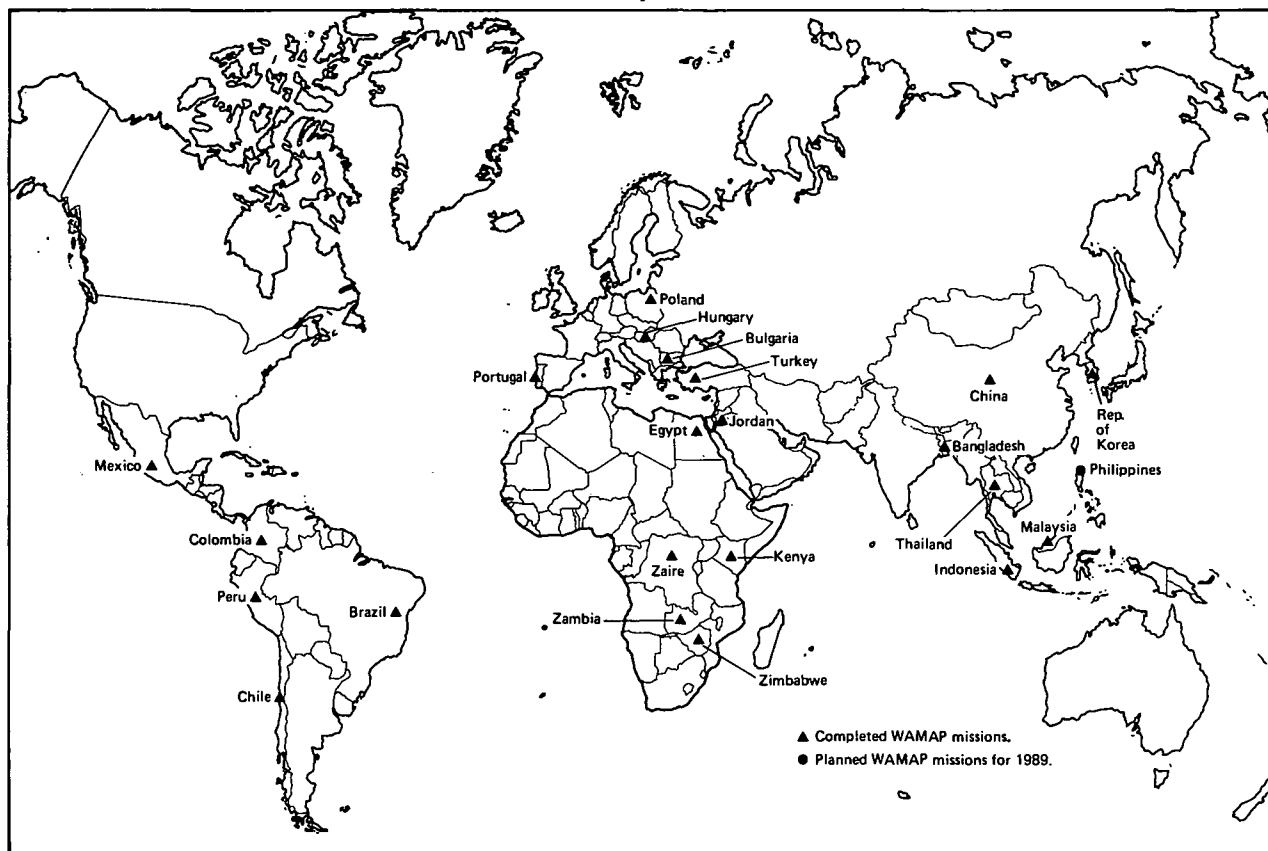 Poland
Hungary
Bulgaria
Turkey
Portugal
China
Rep.
of
Korea
Jordan
Egypt
Bangladesh
Mexico
Philippines
Colombia
Malaysia
Thailand
Kenya
Zaire
Indonesia
Peru
Brazil
Zambia
Zimbabwe
Chile
▲ Completed WAMAP missions.
● Planned WAMAP missions for 1989.